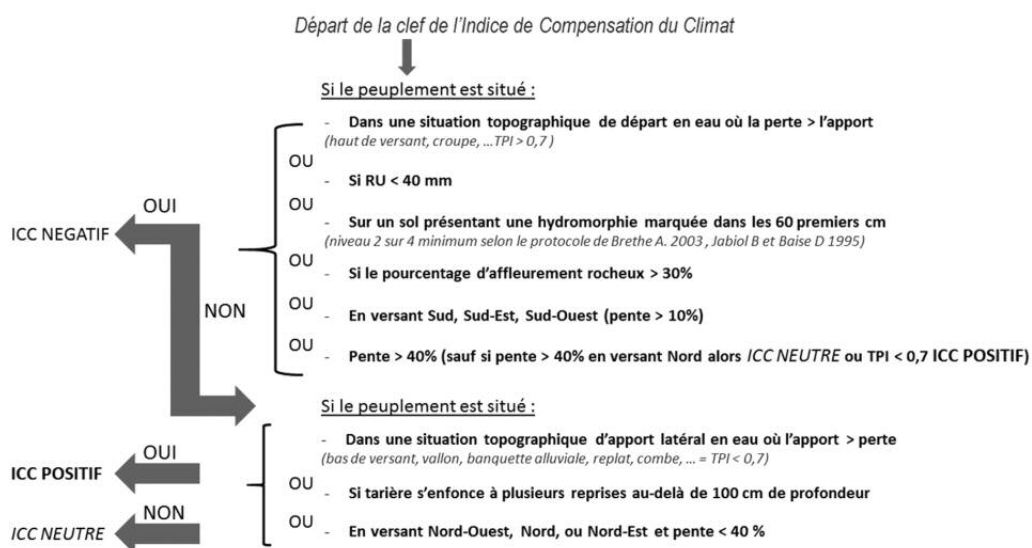 Départ de la clef de l'Indice de Compensation du Climat
Si le peuplement est situé :
- Dans une situation topographique de départ en eau où la perte > l'apport
(haut de versant, croupe, …TPI > 0,7 )
OU
- Si RU < 40 mm
OU
- Sur un sol présentant une hydromorphie marquée dans les 60 premiers cm
(niveau 2 sur 4 minimum selon le protocole de Brethe A. 2003 , Jabiol B et Baise D 1995)
OU
- Si le pourcentage d'affleurement rocheux > 30%
OU
- En versant Sud, Sud-Est, Sud-Ouest (pente > 10%)
OU
- Pente > 40% (sauf si pente > 40% en versant Nord alors ICC NEUTRE ou TPI < 0,7 ICC POSITIF)
OUI
ICC NEGATIF
NON
Si le peuplement est situé :
- Dans une situation topographique d'apport latéral en eau où l'apport > perte
(bas de versant, vallon, banquette alluviale, replat, combe, … = TPI < 0,7)
OU
- Si tarière s'enfonce à plusieurs reprises au-delà de 100 cm de profondeur
OU
- En versant Nord-Ouest, Nord, ou Nord-Est et pente < 40 %
OUI
ICC POSITIF
NON
ICC NEUTRE